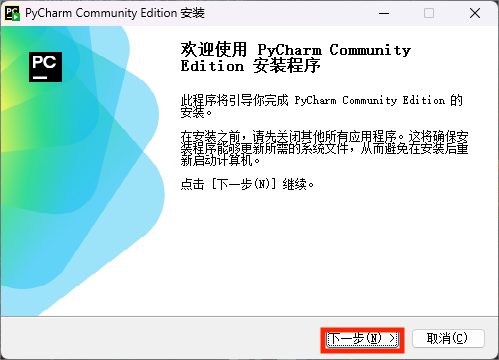 PyCharm Community Edition 安装
PC
欢迎使用 PyCharm Community
Edition 安装程序
此程序将引导你完成 PyCharm Community Edition 的
安装。
在安装之前，请先关闭其他所有应用程序。这将确保安
装程序能够更新所需的系统文件，从而避免在安装后重
新启动计算机。
点击 [下一步(N)] 继续。
下一步(N) >
取消(C)